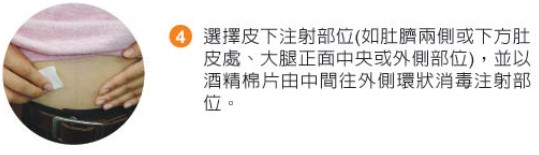 4 選擇皮下注射部位(如肚臍兩側或下方肚
皮處、大腿正面中央或外側部位)，並以
酒精棉片由中間往外側環狀消毒注射部
位。